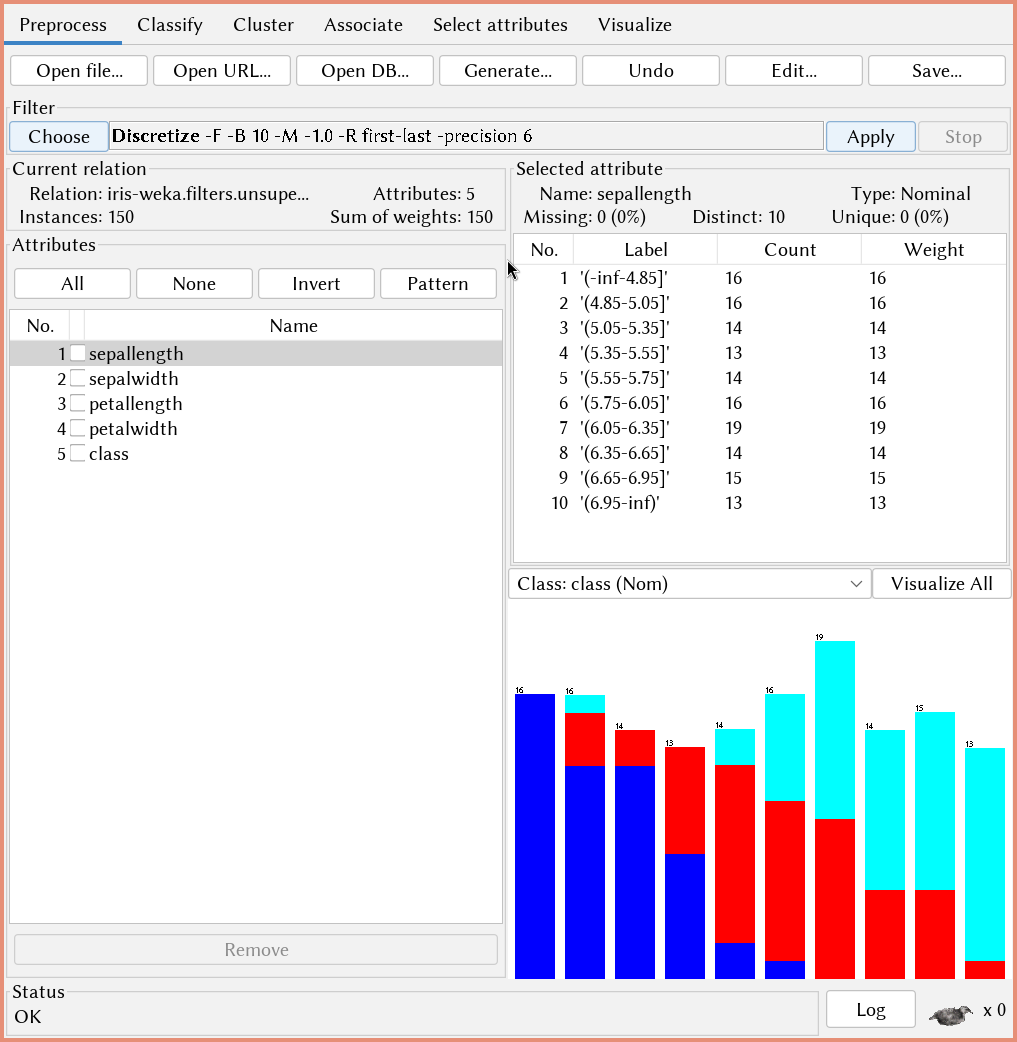 Preprocess Classify Cluster Associate Select attributes Visualize
Open file... Open URL... Open DB... Generate... Undo Edit... Save...
Filter
Choose Discretize -F -B 10 -M -1.0 -R first-last -precision 6 Apply Stop
Current relation
Relation: iris-weka.filters.unsupe... Attributes: 5
Instances: 150 Sum of weights: 150
Attributes
All None Invert Pattern
No. Name
1 sepallength
2 sepalwidth
3 petallength
4 petalwidth
5 class
Remove
Selected attribute
Name: sepallength Type: Nominal
Missing: 0 (0%) Distinct: 10 Unique: 0 (0%)
No. Label Count Weight
1 '(-inf-4.85]' 16 16
2 '(4.85-5.05]' 16 16
3 '(5.05-5.35]' 14 14
4 '(5.35-5.55]' 13 13
5 '(5.55-5.75]' 14 14
6 '(5.75-6.05]' 16 16
7 '(6.05-6.35]' 19 19
8 '(6.35-6.65]' 14 14
9 '(6.65-6.95]' 15 15
10 '(6.95-inf)' 13 13
Class: class (Nom) Visualize All
16 16 14 13 14 16 19 14 15 13
Status
OK
Log x 0